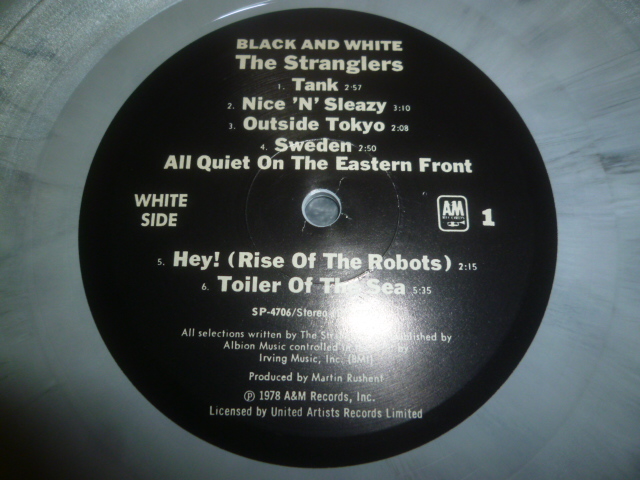 BLACK AND WHITE
The Stranglers
1. Tank 2:57
2. Nice 'N' Sleazy 3:10
3. Outside Tokyo 2:08
4. Sweden 2:50
All Quiet On The Eastern Front
WHITE SIDE
AM
1
5. Hey! (Rise Of The Robots) 2:15
6. Toiler Of The Sea 5:35
SP-4706/Stereo
All selections written by The Published by
Albion Music controlled in by
Irving Music, Inc. (BMI)
Produced by Martin Rushent
℗ 1978 A&M Records, Inc.
Licensed by United Artists Records Limited